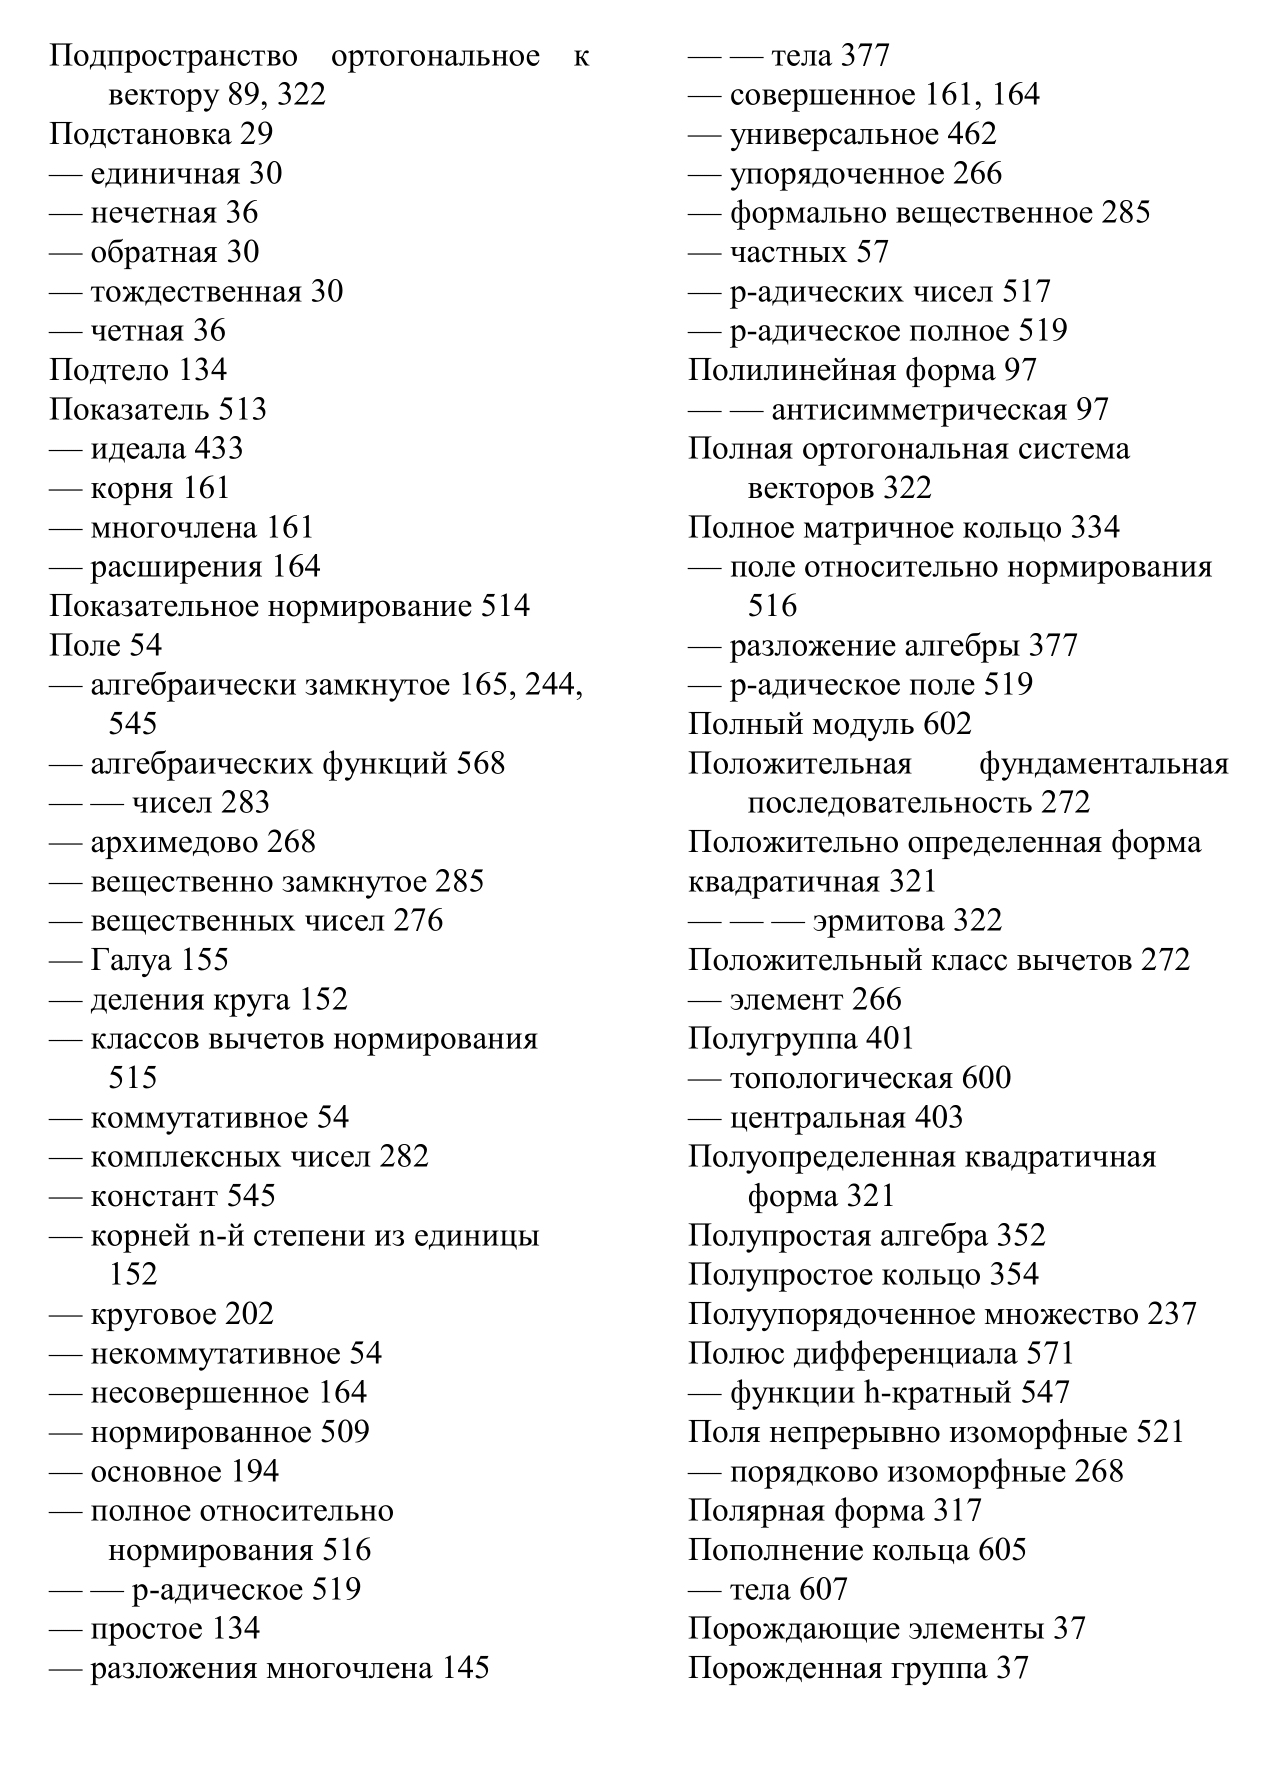 Подпространство ортогональное к
вектору 89, 322
Подстановка 29
— единичная 30
— нечетная 36
— обратная 30
— тождественная 30
— четная 36
Подтело 134
Показатель 513
— идеала 433
— корня 161
— многочлена 161
— расширения 164
Показательное нормирование 514
Поле 54
— алгебраически замкнутое 165, 244,
545
— алгебраических функций 568
— — чисел 283
— архимедово 268
— вещественно замкнутое 285
— вещественных чисел 276
— Галуа 155
— деления круга 152
— классов вычетов нормирования
515
— коммутативное 54
— комплексных чисел 282
— констант 545
— корней n-й степени из единицы
152
— круговое 202
— некоммутативное 54
— несовершенное 164
— нормированное 509
— основное 194
— полное относительно
нормирования 516
— — р-адическое 519
— простое 134
— разложения многочлена 145
— — тела 377
— совершенное 161, 164
— универсальное 462
— упорядоченное 266
— формально вещественное 285
— частных 57
— р-адических чисел 517
— р-адическое полное 519
Полилинейная форма 97
— — антисимметрическая 97
Полная ортогональная система
векторов 322
Полное матричное кольцо 334
— поле относительно нормирования
516
— разложение алгебры 377
— р-адическое поле 519
Полный модуль 602
Положительная фундаментальная
последовательность 272
Положительно определенная форма
квадратичная 321
— — — эрмитова 322
Положительный класс вычетов 272
— элемент 266
Полугруппа 401
— топологическая 600
— центральная 403
Полуопределенная квадратичная
форма 321
Полупростая алгебра 352
Полупростое кольцо 354
Полуупорядоченное множество 237
Полюс дифференциала 571
— функции h-кратный 547
Поля непрерывно изоморфные 521
— порядково изоморфные 268
Полярная форма 317
Пополнение кольца 605
— тела 607
Порождающие элементы 37
Порожденная группа 37